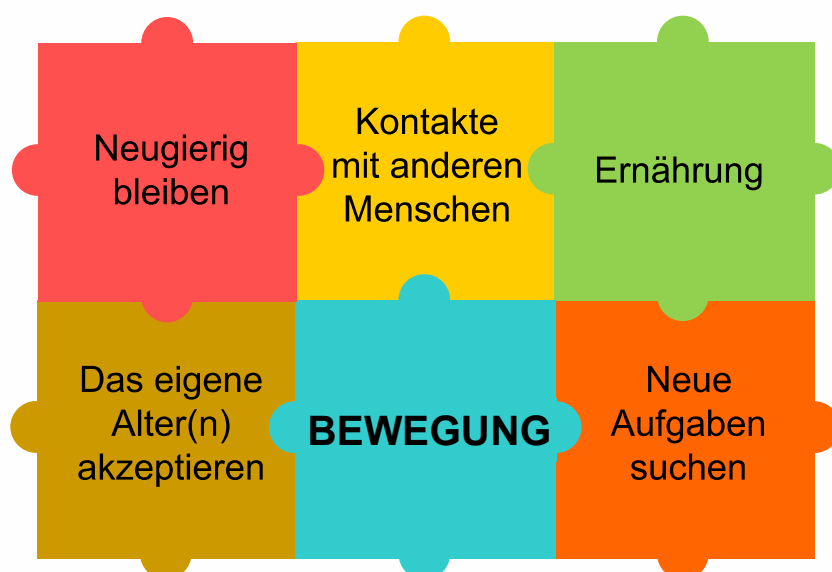 Neugierig
bleiben
Kontakte
mit anderen
Menschen
Ernährung
Das eigene
Alter(n)
akzeptieren
BEWEGUNG
Neue
Aufgaben
suchen